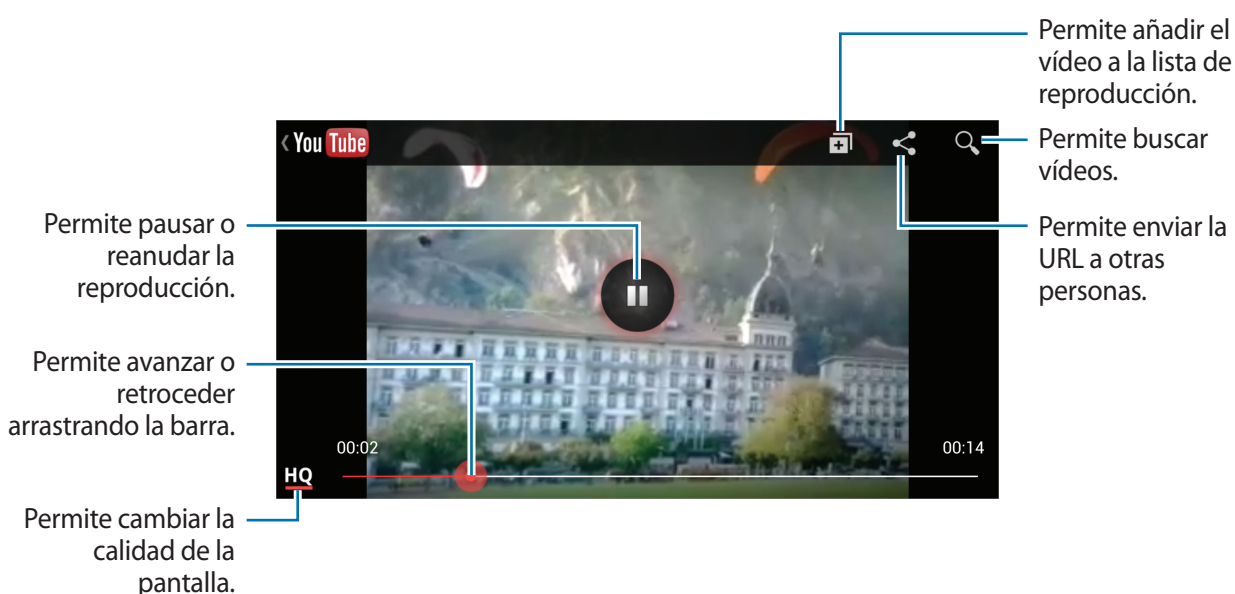 Permite añadir el
vídeo a la lista de
reproducción.
You Tube
Permite buscar
vídeos.
Permite pausar o
reanudar la
reproducción.
Permite enviar la
URL a otras
personas.
Permite avanzar o
retroceder
arrastrando la barra.
00:02
00:14
HQ
Permite cambiar la
calidad de la
pantalla.